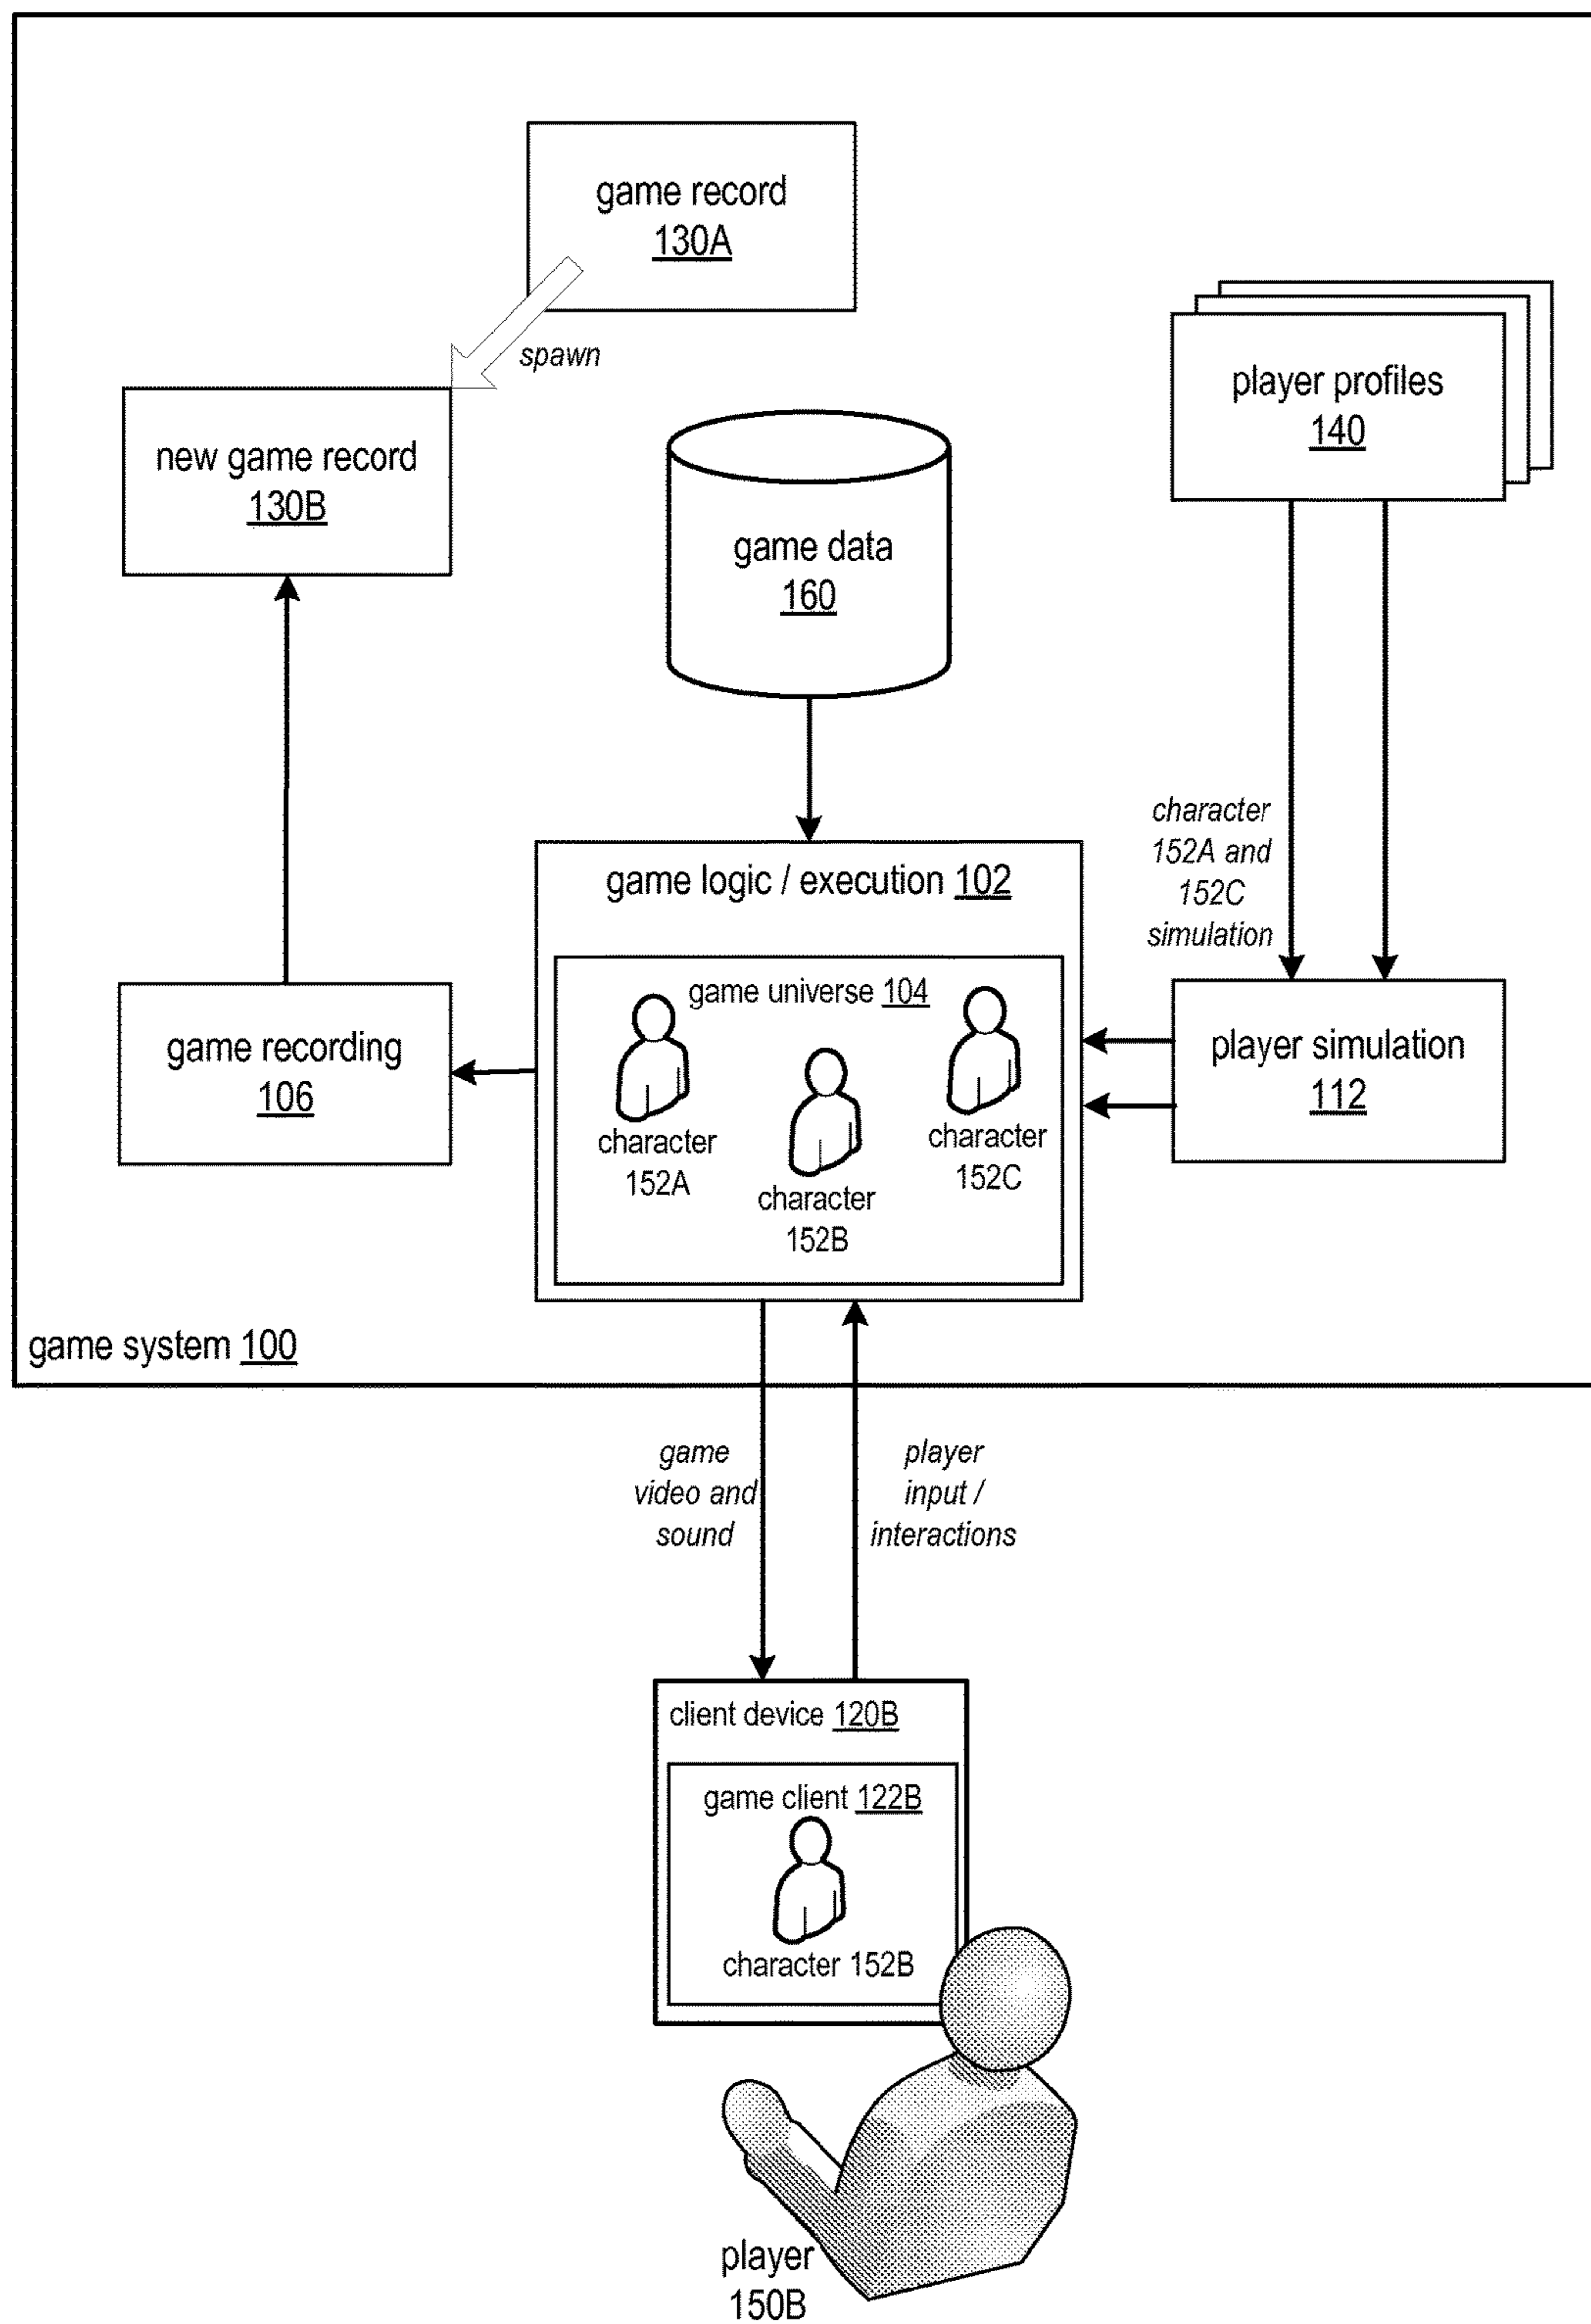 game record
130A
spawn
player profiles
140
new game record
130B
game data
160
character
152A and
152C
simulation
game logic / execution 102
game universe 104
character
152A
character
152B
character
152C
game recording
106
player simulation
112
game system 100
game
video and
sound
player
input /
interactions
client device 120B
game client 122B
character 152B
player
150B